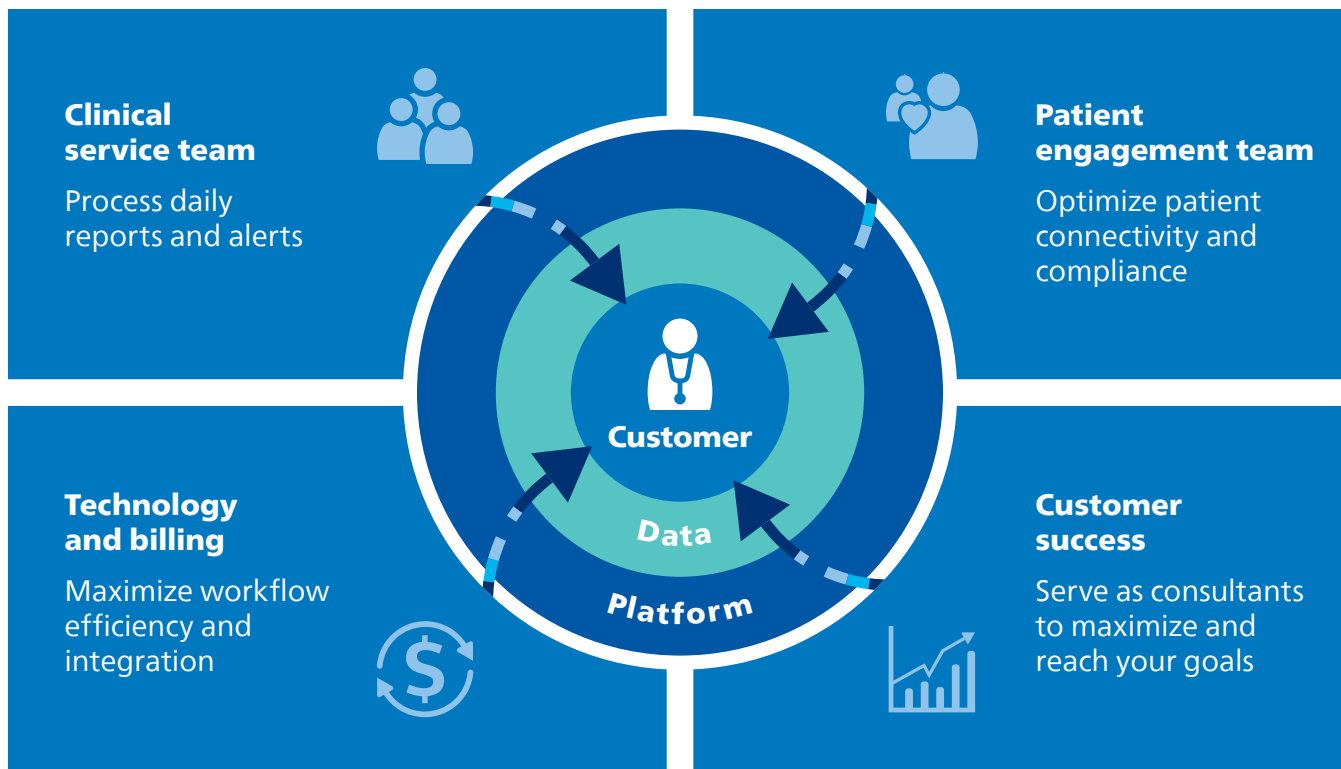 Clinical
service team
Process daily
reports and alerts
Patient
engagement team
Optimize patient
connectivity and
compliance
Customer
Data
Platform
Technology
and billing
Maximize workflow
efficiency and
integration
$
Customer
success
Serve as consultants
to maximize and
reach your goals